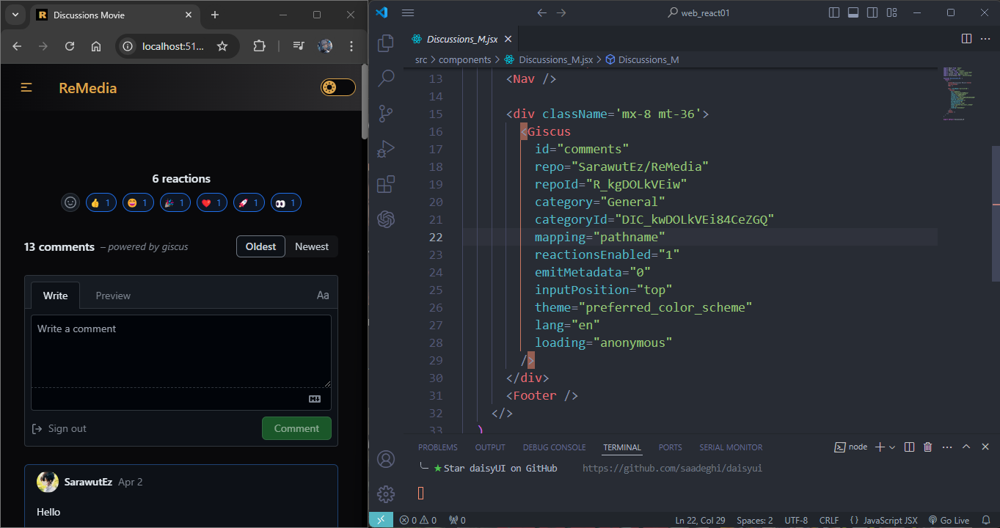 Discussions Movie
localhost:51...
ReMedia
6 reactions
👍 1 😄 1 🎉 1 ❤️ 1 🚀 1 👀 1
13 comments – powered by giscus
Oldest Newest
Write Preview Aa
Write a comment
Sign out
Comment
SarawutEz Apr 2
Hello
web_react01
Discussions_M.jsx
src > components > Discussions_M.jsx > Discussions_M
13 <Nav />
14
15 <div className='mx-8 mt-36'>
16 <Giscus
17 id="comments"
18 repo="SarawutEz/ReMedia"
19 repoId="R_kgDOLkVEiw"
20 category="General"
21 categoryId="DIC_kwDOLkVEi84CeZGQ"
22 mapping="pathname"
23 reactionsEnabled="1"
24 emitMetadata="0"
25 inputPosition="top"
26 theme="preferred_color_scheme"
27 lang="en"
28 loading="anonymous"
29 />
30 </div>
31 <Footer />
32 </>
33 )
PROBLEMS OUTPUT DEBUG CONSOLE TERMINAL PORTS SERIAL MONITOR node
★ Star daisyUI on GitHub https://github.com/saadeghi/daisyui
0 0 0 Ln 22, Col 29 Spaces: 2 UTF-8 CRLF {} JavaScript JSX Go Live